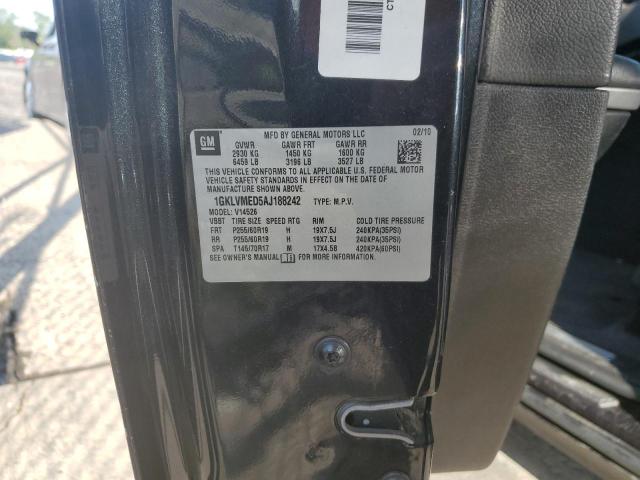 CT
GM
MFD BY GENERAL MOTORS LLC 02/10
GVWR GAWR FRT GAWR RR
2930 KG 1450 KG 1600 KG
6459 LB 3196 LB 3527 LB
THIS VEHICLE CONFORMS TO ALL APPLICABLE U.S. FEDERAL MOTOR
VEHICLE SAFETY STANDARDS IN EFFECT ON THE DATE OF
MANUFACTURE SHOWN ABOVE.
1GKLVMED5AJ188242 TYPE: M.P.V.
MODEL: V14526
VSBT TIRE SIZE SPEED RTG RIM COLD TIRE PRESSURE
FRT P255/60R19 H 19X7.5J 240KPA(35PSI)
RR P255/60R19 H 19X7.5J 240KPA(35PSI)
SPA T145/70R17 M 17X4.5B 420KPA(60PSI)
SEE OWNER'S MANUAL FOR MORE INFORMATION.